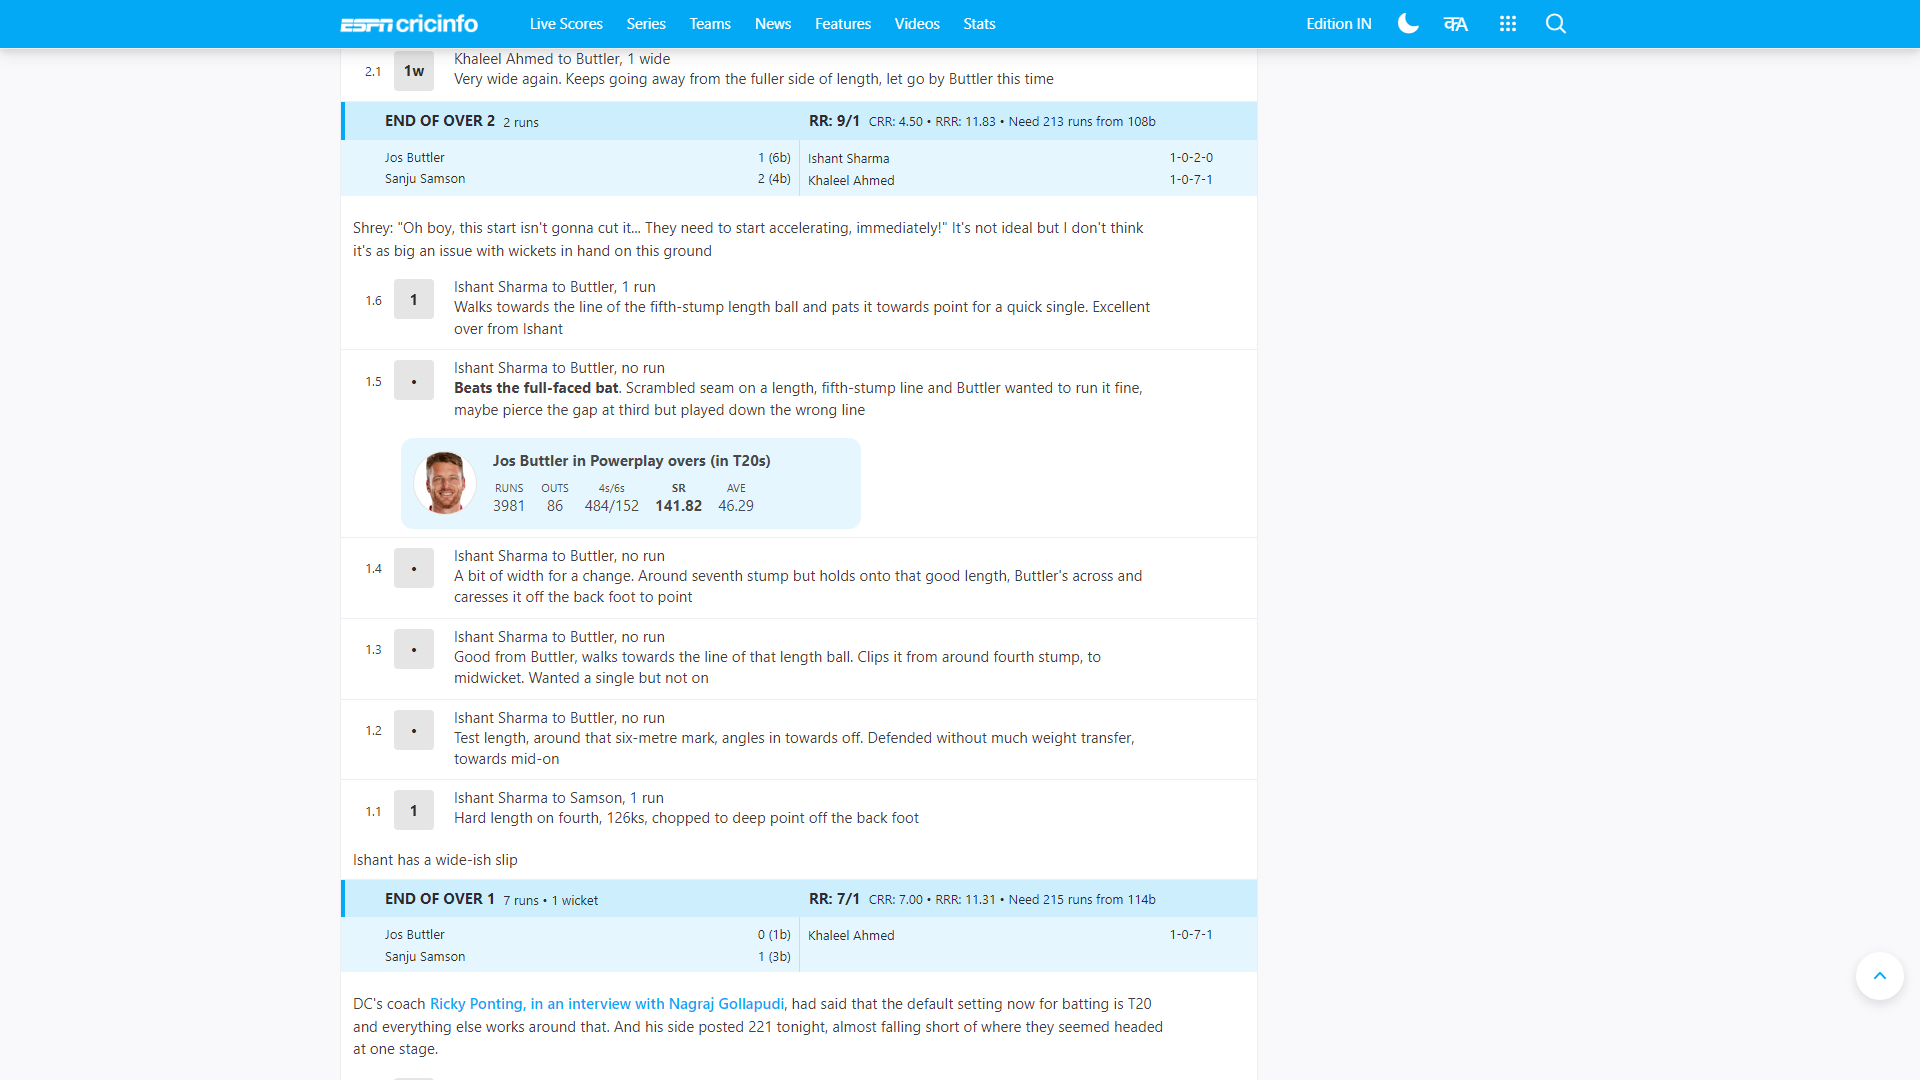 ESPN cricinfo Live Scores Series Teams News Features Videos Stats Edition IN क A
2.1 1w Khaleel Ahmed to Buttler, 1 wide
Very wide again. Keeps going away from the fuller side of length, let go by Buttler this time
END OF OVER 2 2 runs RR: 9/1 CRR: 4.50 • RRR: 11.83 • Need 213 runs from 108b
Jos Buttler 1 (6b) Ishant Sharma 1-0-2-0
Sanju Samson 2 (4b) Khaleel Ahmed 1-0-7-1
Shrey: "Oh boy, this start isn't gonna cut it... They need to start accelerating, immediately!" It's not ideal but I don't think
it's as big an issue with wickets in hand on this ground
1.6 1 Ishant Sharma to Buttler, 1 run
Walks towards the line of the fifth-stump length ball and pats it towards point for a quick single. Excellent
over from Ishant
1.5 • Ishant Sharma to Buttler, no run
Beats the full-faced bat. Scrambled seam on a length, fifth-stump line and Buttler wanted to run it fine,
maybe pierce the gap at third but played down the wrong line
Jos Buttler in Powerplay overs (in T20s)
RUNS OUTS 4s/6s SR AVE
3981 86 484/152 141.82 46.29
1.4 • Ishant Sharma to Buttler, no run
A bit of width for a change. Around seventh stump but holds onto that good length, Buttler's across and
caresses it off the back foot to point
1.3 • Ishant Sharma to Buttler, no run
Good from Buttler, walks towards the line of that length ball. Clips it from around fourth stump, to
midwicket. Wanted a single but not on
1.2 • Ishant Sharma to Buttler, no run
Test length, around that six-metre mark, angles in towards off. Defended without much weight transfer,
towards mid-on
1.1 1 Ishant Sharma to Samson, 1 run
Hard length on fourth, 126ks, chopped to deep point off the back foot
Ishant has a wide-ish slip
END OF OVER 1 7 runs • 1 wicket RR: 7/1 CRR: 7.00 • RRR: 11.31 • Need 215 runs from 114b
Jos Buttler 0 (1b) Khaleel Ahmed 1-0-7-1
Sanju Samson 1 (3b)
DC's coach Ricky Ponting, in an interview with Nagraj Gollapudi, had said that the default setting now for batting is T20
and everything else works around that. And his side posted 221 tonight, almost falling short of where they seemed headed
at one stage.